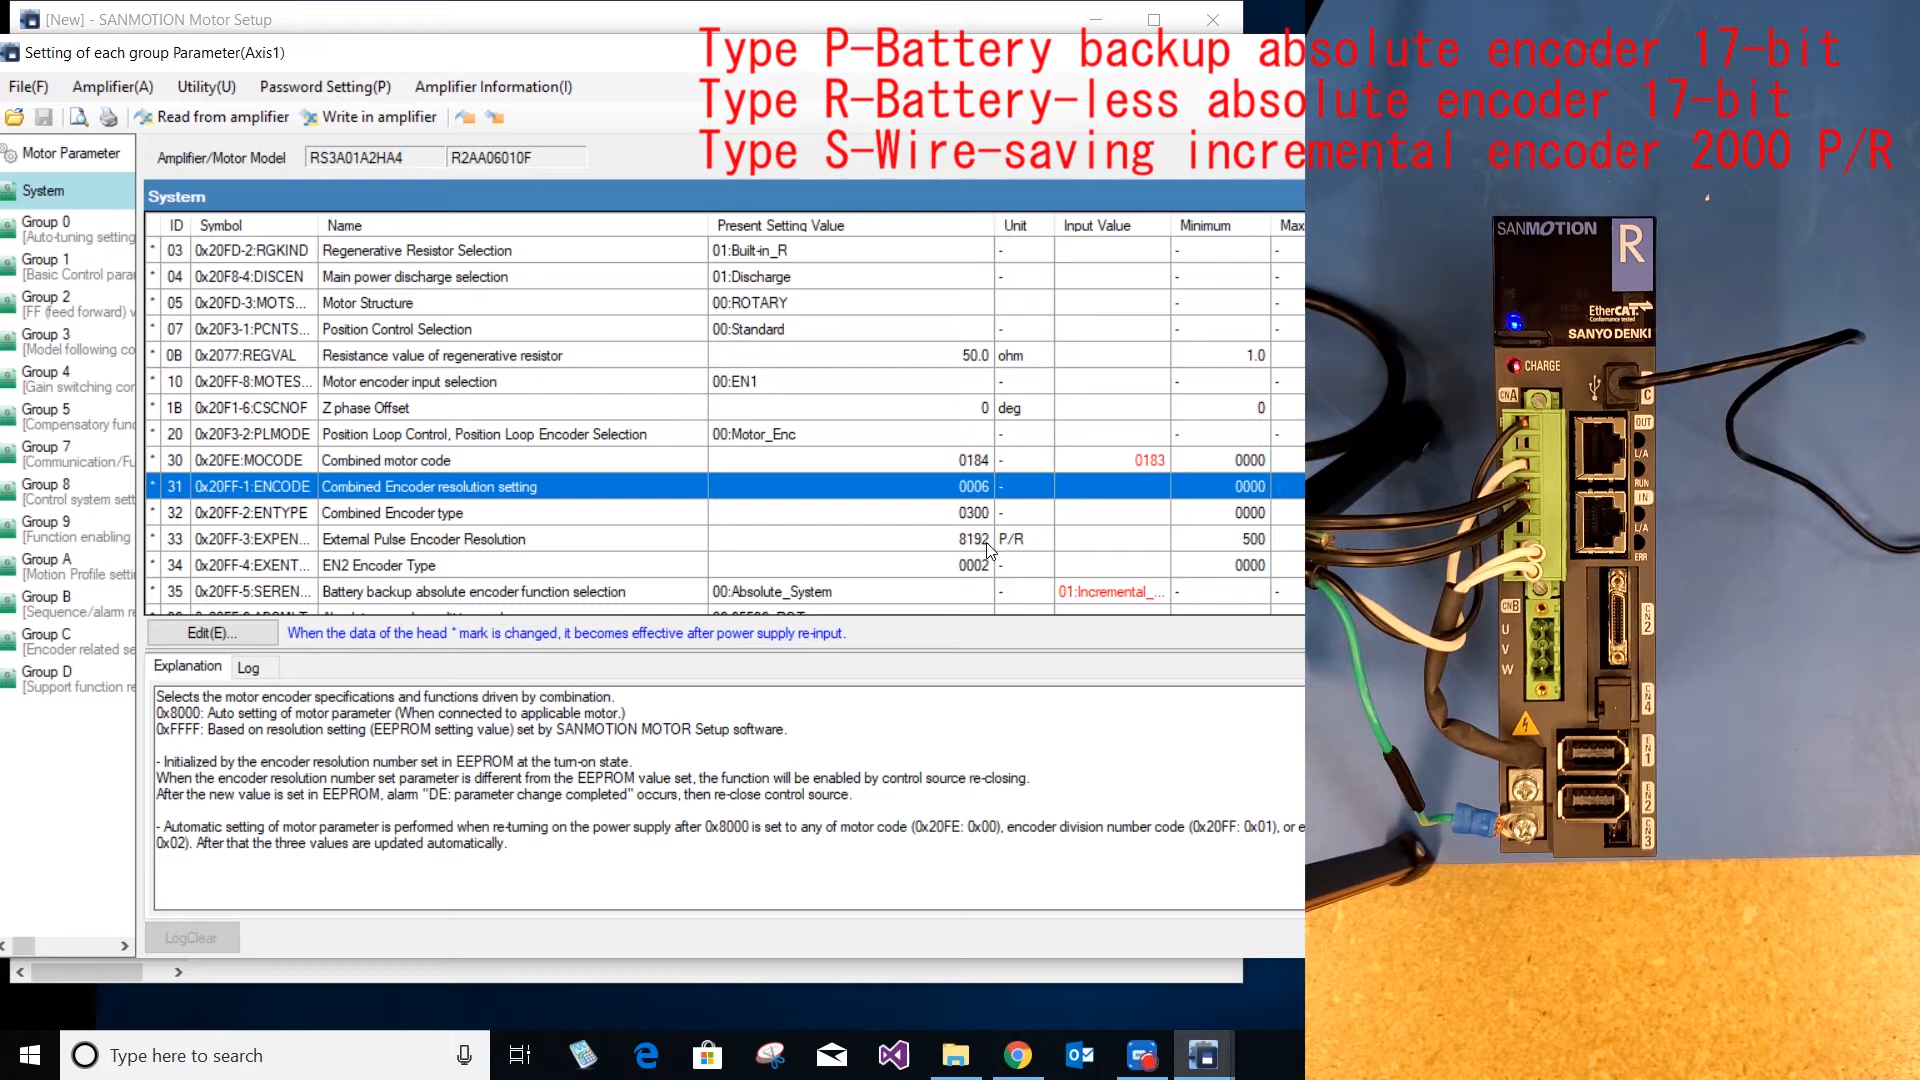 [New] - SANMOTION Motor Setup
Setting of each group Parameter(Axis1)
Type P-Battery backup absolute encoder 17-bit
Type R-Battery-less absolute encoder 17-bit
Type S-Wire-saving incremental encoder 2000 P/R
File(F) Amplifier(A) Utility(U) Password Setting(P) Amplifier Information(I)
Read from amplifier Write in amplifier
Motor Parameter
Amplifier/Motor Model RS3A01A2HA4 R2AA06010F
System
Group 0
[Auto-tuning setting
Group 1
[Basic Control para
Group 2
[FF (feed forward) v
Group 3
[Model following co
Group 4
[Gain switching cor
Group 5
[Compensatory func
Group 7
[Communication/Fu
Group 8
[Control system sett
Group 9
[Function enabling
Group A
[Motion Profile setti
Group B
[Sequence/alarm re
Group C
[Encoder related se
Group D
[Support function re
System
ID Symbol Name Present Setting Value Unit Input Value Minimum Max
* 03 0x20FD-2:RGKIND Regenerative Resistor Selection 01:Built-in_R - - -
* 04 0x20F8-4:DISCEN Main power discharge selection 01:Discharge - - -
* 05 0x20FD-3:MOTS... Motor Structure 00:ROTARY - -
* 07 0x20F3-1:PCNTS... Position Control Selection 00:Standard - - -
* 0B 0x2077:REGVAL Resistance value of regenerative resistor 50.0 ohm 1.0
* 10 0x20FF-8:MOTES... Motor encoder input selection 00:EN1 - - -
* 1B 0x20F1-6:CSCNOF Z phase Offset 0 deg 0
* 20 0x20F3-2:PLMODE Position Loop Control, Position Loop Encoder Selection 00:Motor_Enc - - -
* 30 0x20FE:MOCODE Combined motor code 0184 - 0183 0000
* 31 0x20FF-1:ENCODE Combined Encoder resolution setting 0006 - 0000
* 32 0x20FF-2:ENTYPE Combined Encoder type 0300 - 0000
* 33 0x20FF-3:EXPEN... External Pulse Encoder Resolution 8192 P/R 500
* 34 0x20FF-4:EXENT... EN2 Encoder Type 0002 - 0000
* 35 0x20FF-5:SEREN... Battery backup absolute encoder function selection 00:Absolute_System - 01:Incremental_... - -
Edit(E)... When the data of the head * mark is changed, it becomes effective after power supply re-input.
Explanation Log
Selects the motor encoder specifications and functions driven by combination.
0x8000: Auto setting of motor parameter (When connected to applicable motor.)
0xFFFF: Based on resolution setting (EEPROM setting value) set by SANMOTION MOTOR Setup software.
- Initialized by the encoder resolution number set in EEPROM at the turn-on state.
When the encoder resolution number set parameter is different from the EEPROM value set, the function will be enabled by control source re-closing.
After the new value is set in EEPROM, alarm "DE: parameter change completed" occurs, then re-close control source.
- Automatic setting of motor parameter is performed when re-turning on the power supply after 0x8000 is set to any of motor code (0x20FE: 0x00), encoder division number code (0x20FF: 0x01), or e
0x02). After that the three values are updated automatically.
LogClear
Type here to search
SANMOTION
R
EtherCAT
Conformance tested
SANYO DENKI
CHARGE
CNA
C
OUT
L/A
RUN
IN
L/A
ERR
CNB
U
V
W
CN2
CN4
EN1
EN2
CN3